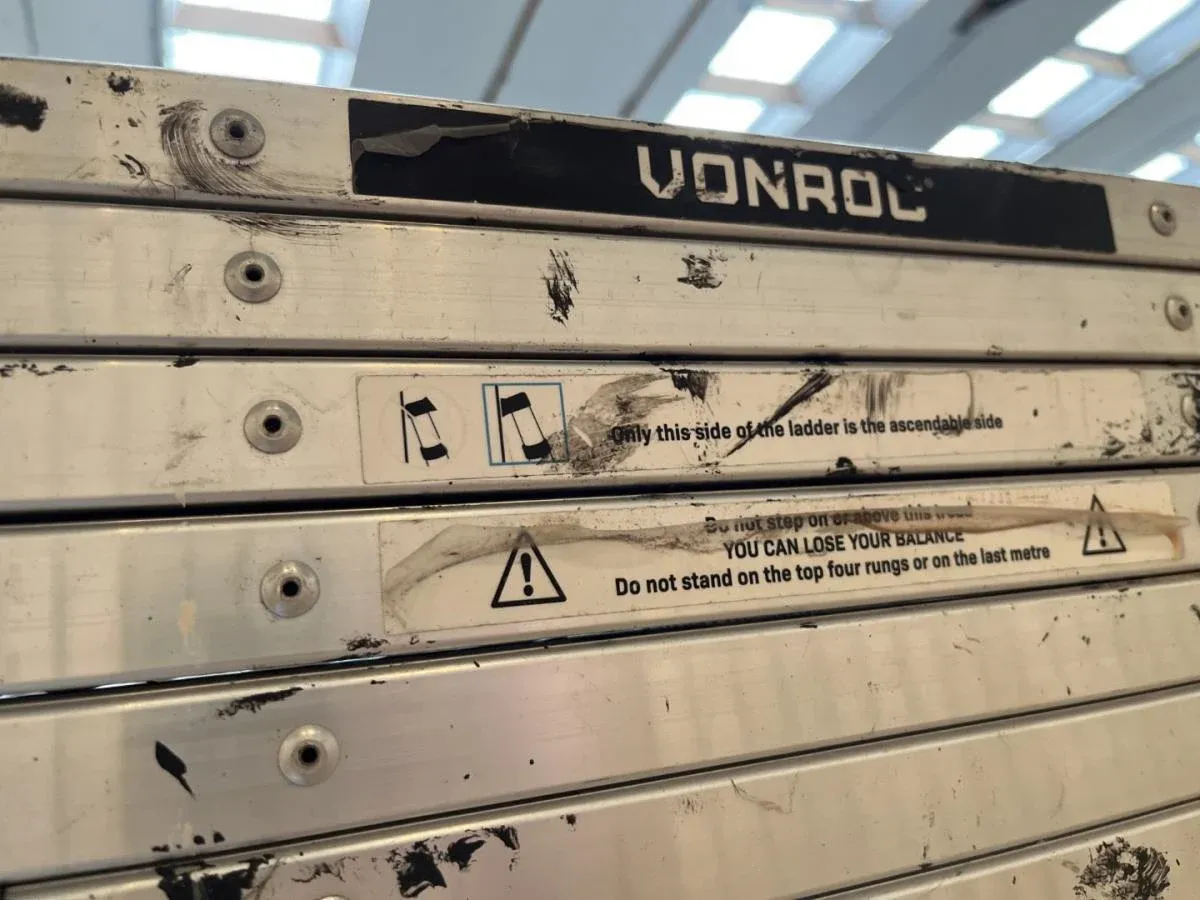 VONROC
Only this side of the ladder is the ascendable side
Do not step on or above this tread
YOU CAN LOSE YOUR BALANCE
Do not stand on the top four rungs or on the last metre